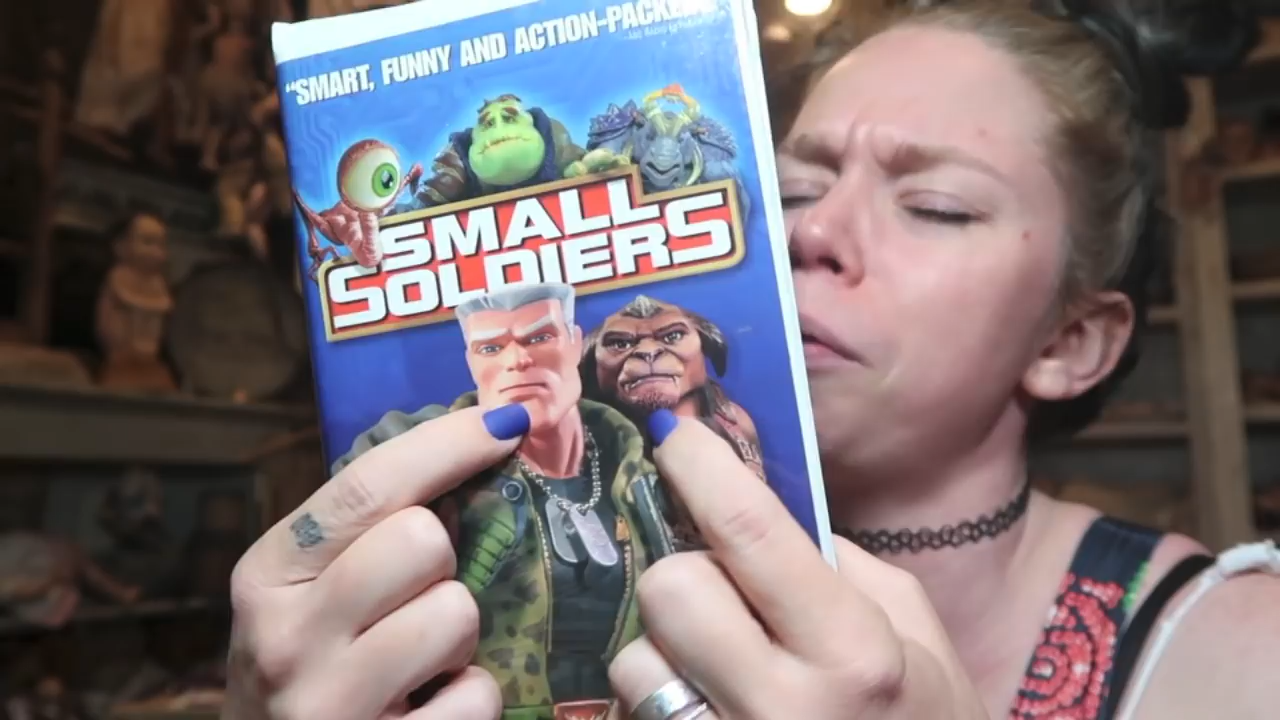 “SMART, FUNNY AND ACTION-PACKED
SMALL
SOLDIERS